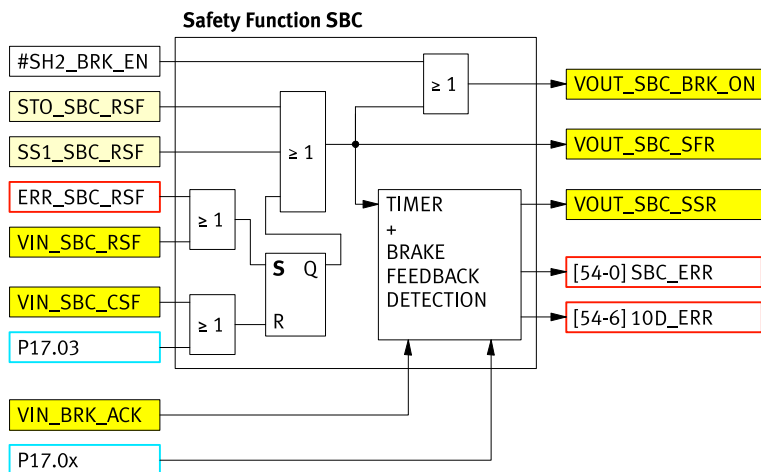 Safety Function SBC
#SH2_BRK_EN
STO_SBC_RSF
SS1_SBC_RSF
ERR_SBC_RSF
VIN_SBC_RSF
VIN_SBC_CSF
P17.03
VIN_BRK_ACK
P17.0x
≥ 1
≥ 1
≥ 1
≥ 1
S Q
R
TIMER
+
BRAKE
FEEDBACK
DETECTION
VOUT_SBC_BRK_ON
VOUT_SBC_SFR
VOUT_SBC_SSR
[54-0] SBC_ERR
[54-6] 10D_ERR